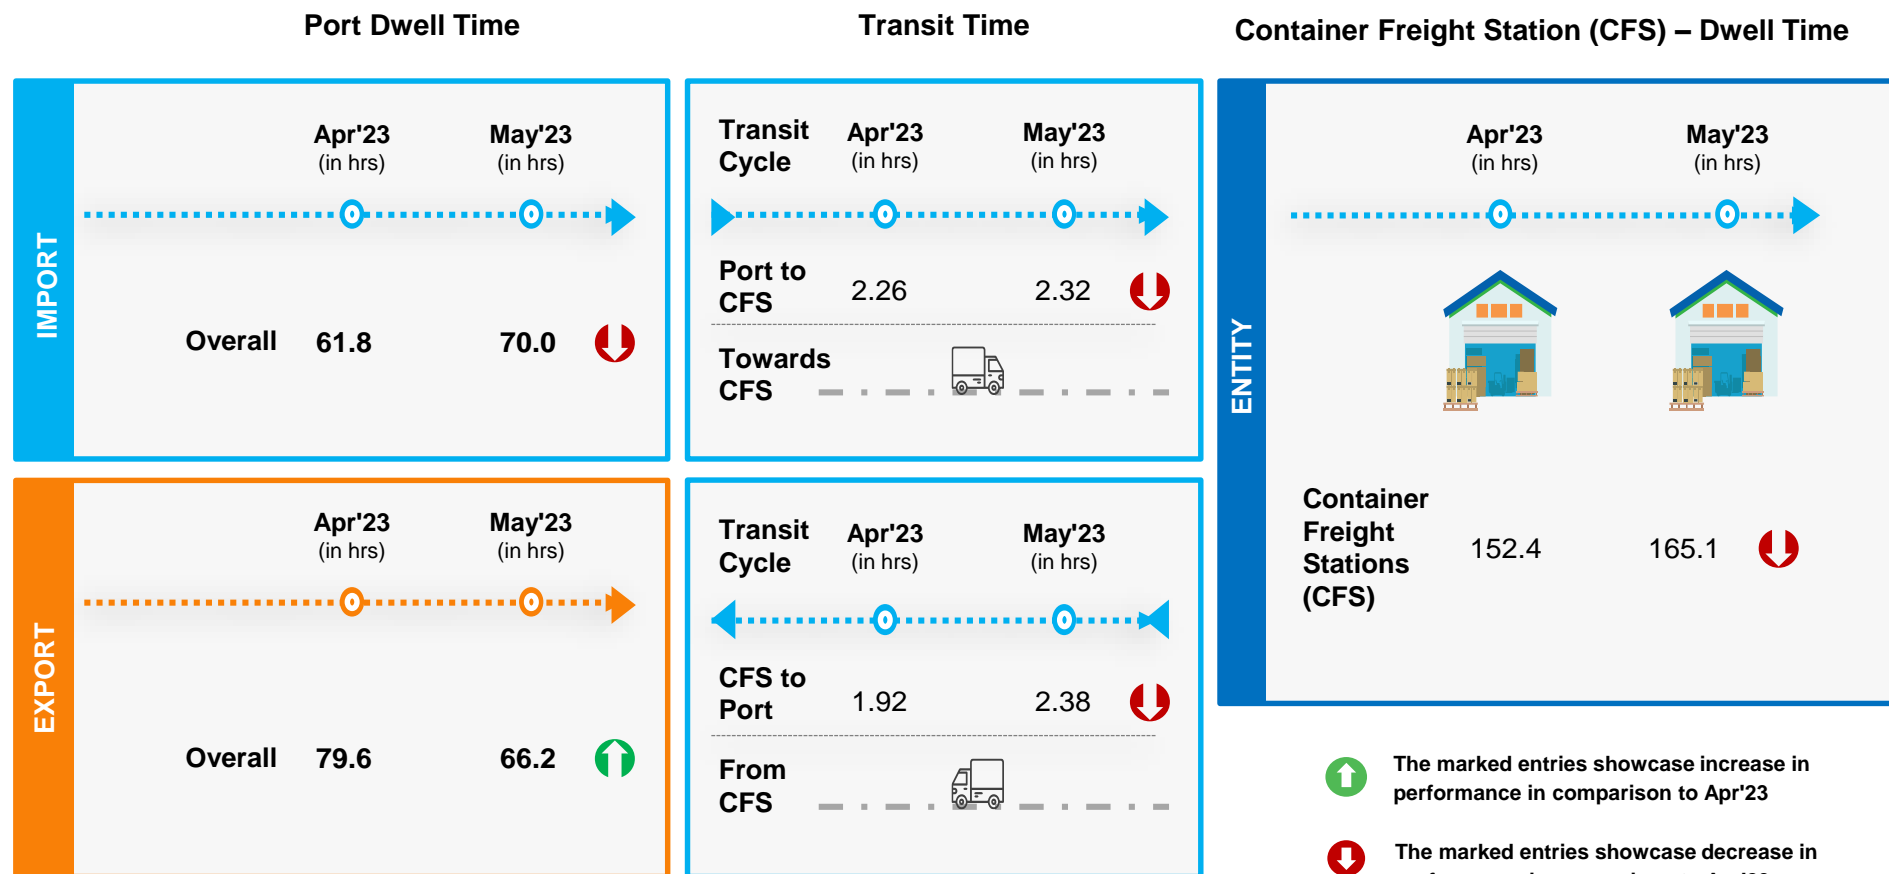 Port Dwell Time
Transit Time
Container Freight Station (CFS) – Dwell Time
IMPORT
Apr'23
(in hrs)
May'23
(in hrs)
Overall
61.8
70.0
Transit
Cycle
Apr'23
(in hrs)
May'23
(in hrs)
Port to
CFS
2.26
2.32
Towards
CFS
ENTITY
Apr'23
(in hrs)
May'23
(in hrs)
Container
Freight
Stations
(CFS)
152.4
165.1
EXPORT
Apr'23
(in hrs)
May'23
(in hrs)
Overall
79.6
66.2
Transit
Cycle
Apr'23
(in hrs)
May'23
(in hrs)
CFS to
Port
1.92
2.38
From
CFS
The marked entries showcase increase in
performance in comparison to Apr'23
The marked entries showcase decrease in